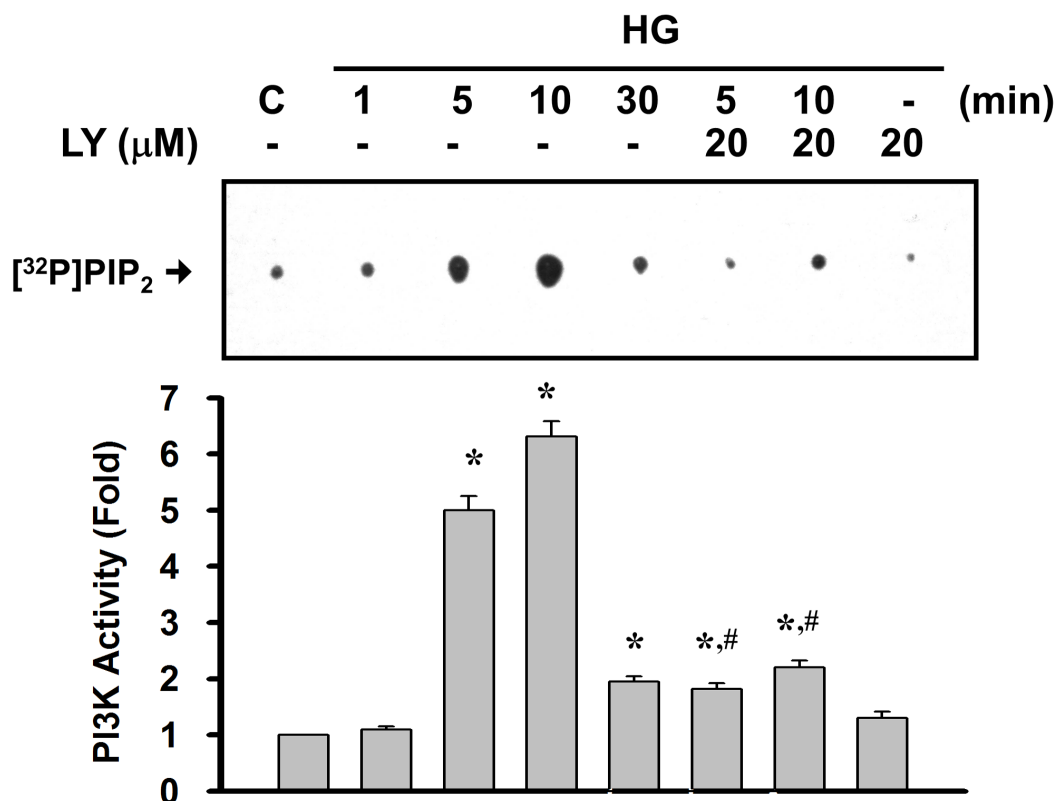 HG
C 1 5 10 30 5 10 - (min)
LY (μM) - - - - - 20 20 20
[³²P]PIP₂ →
7
6
5
4
3
2
1
0
PI3K Activity (Fold)
*
*
*
*,#
*,#